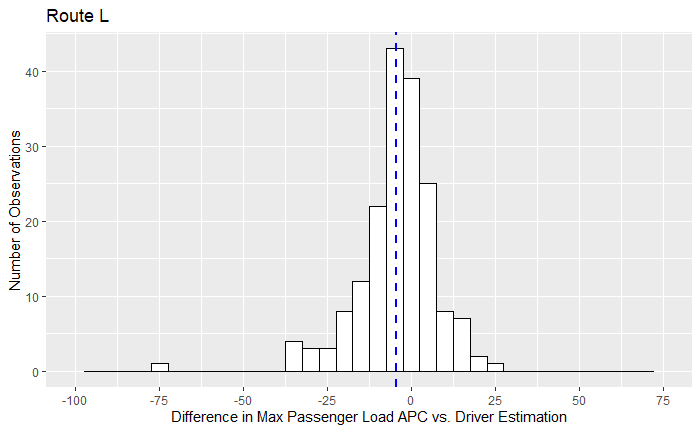 Route L
Number of Observations
40
30
20
10
0
-100 -75 -50 -25 0 25 50 75
Difference in Max Passenger Load APC vs. Driver Estimation